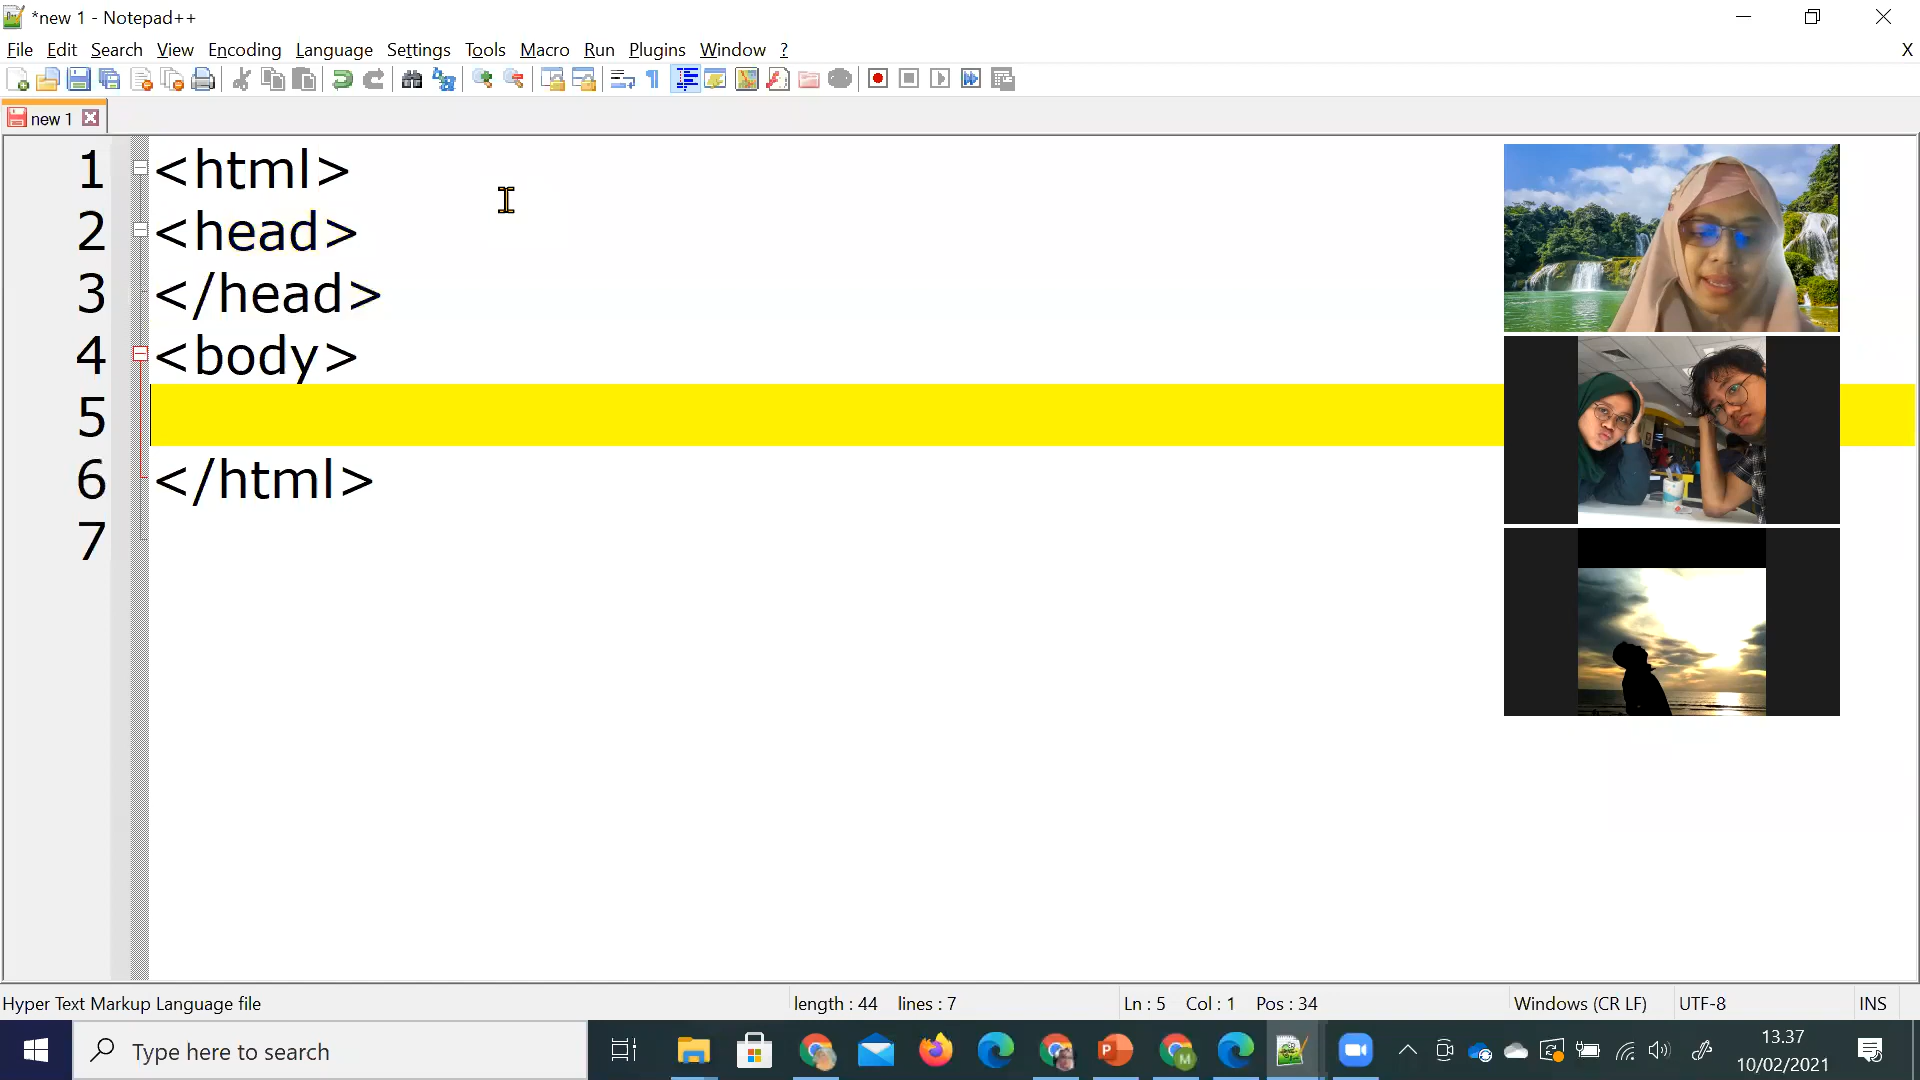 *new 1 - Notepad++
File Edit Search View Encoding Language Settings Tools Macro Run Plugins Window ? X
new 1
1 <html>
2 <head>
3 </head>
4 <body>
5
6 </html>
7
Hyper Text Markup Language file length : 44 lines : 7 Ln : 5 Col : 1 Pos : 34 Windows (CR LF) UTF-8 INS
Type here to search
13.37
10/02/2021